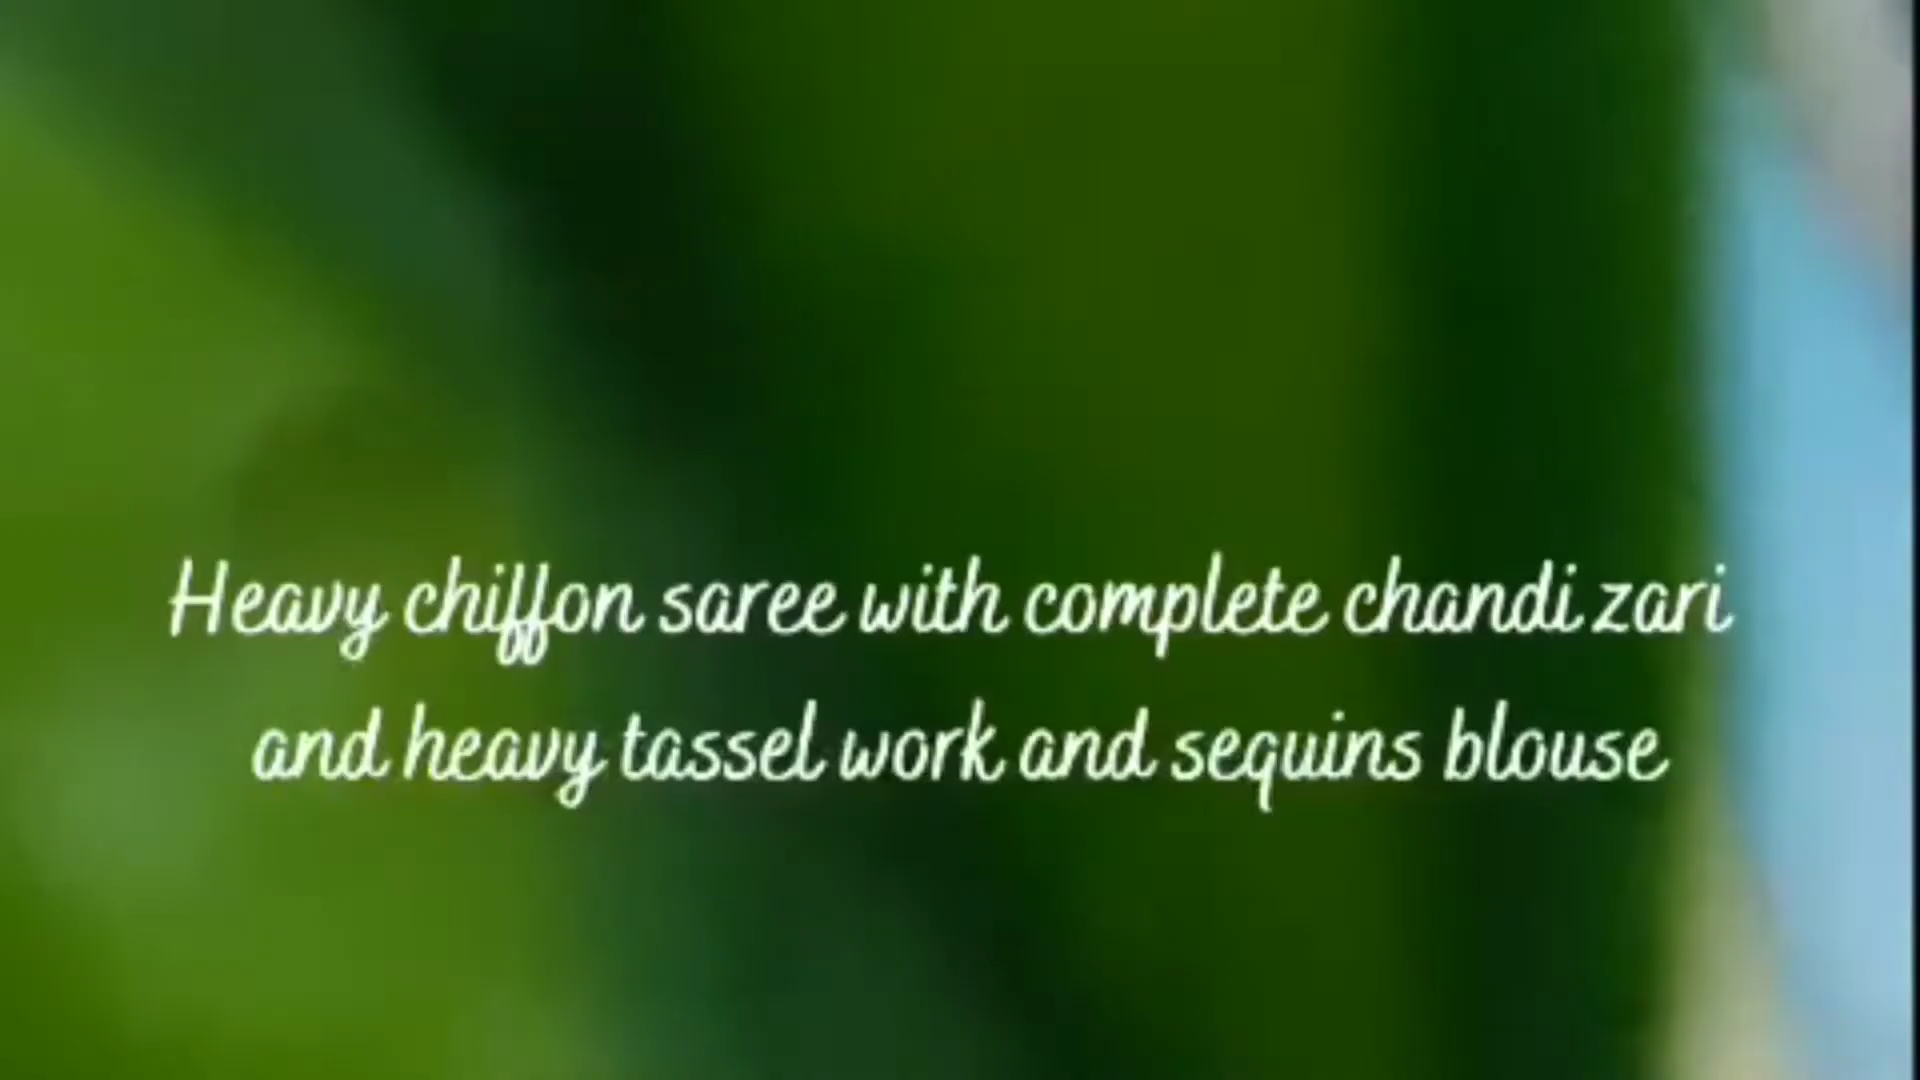 Heavy chiffon saree with complete chandi zari
and heavy tassel work and sequins blouse